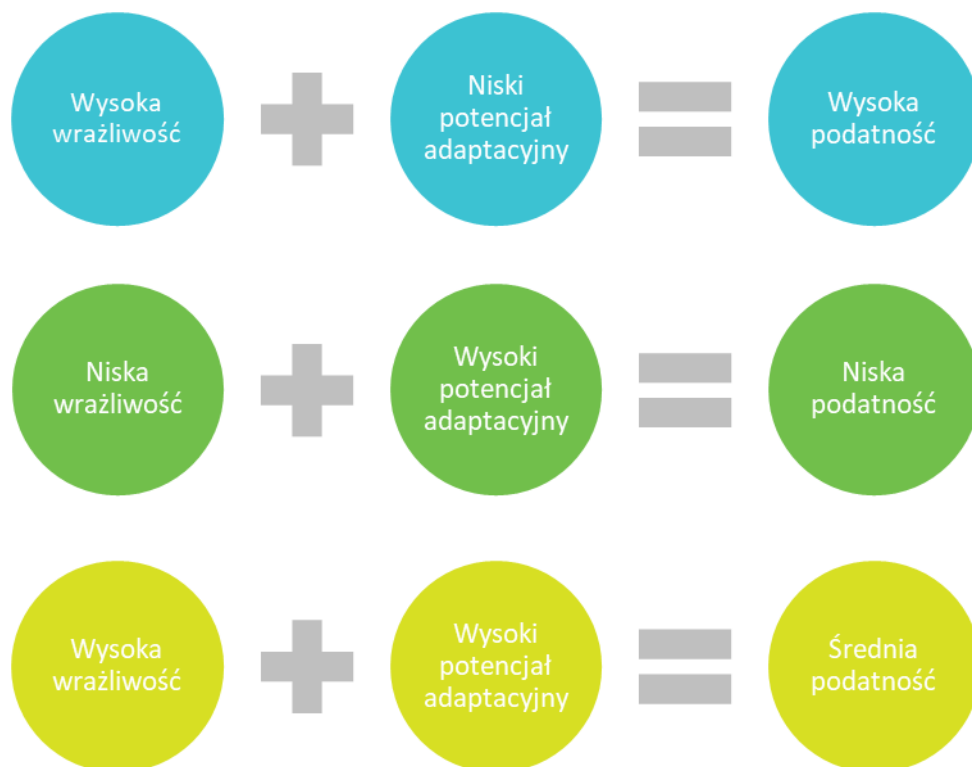 Wysoka
wrażliwość
Niski
potencjał
adaptacyjny
Wysoka
podatność
Niska
wrażliwość
Wysoki
potencjał
adaptacyjny
Niska
podatność
Wysoka
wrażliwość
Wysoki
potencjał
adaptacyjny
Średnia
podatność